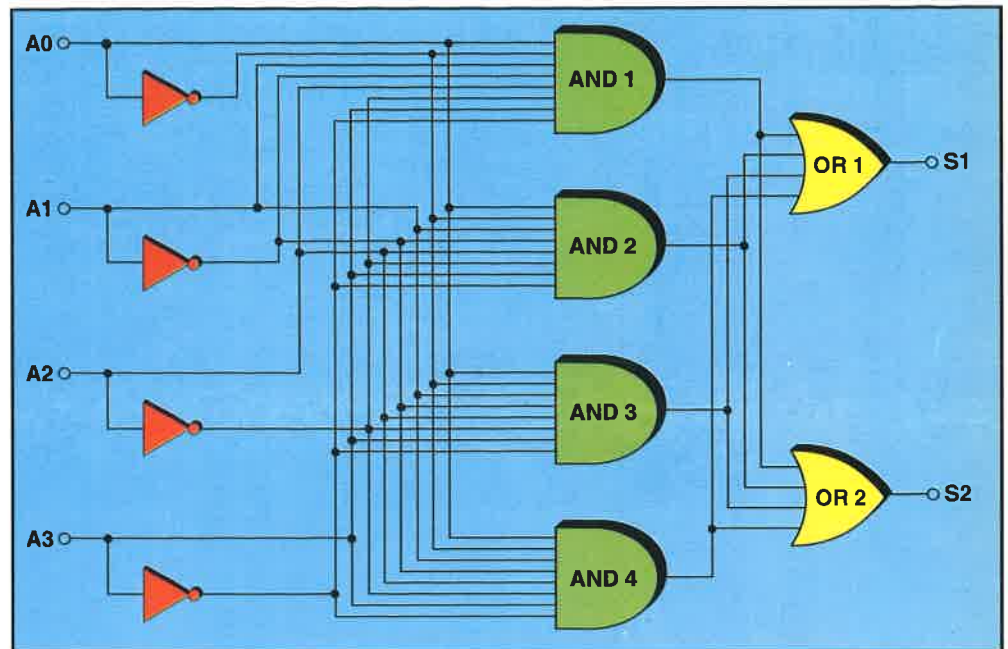 A0
AND 1
OR 1
S1
A1
AND 2
A2
AND 3
OR 2
S2
A3
AND 4